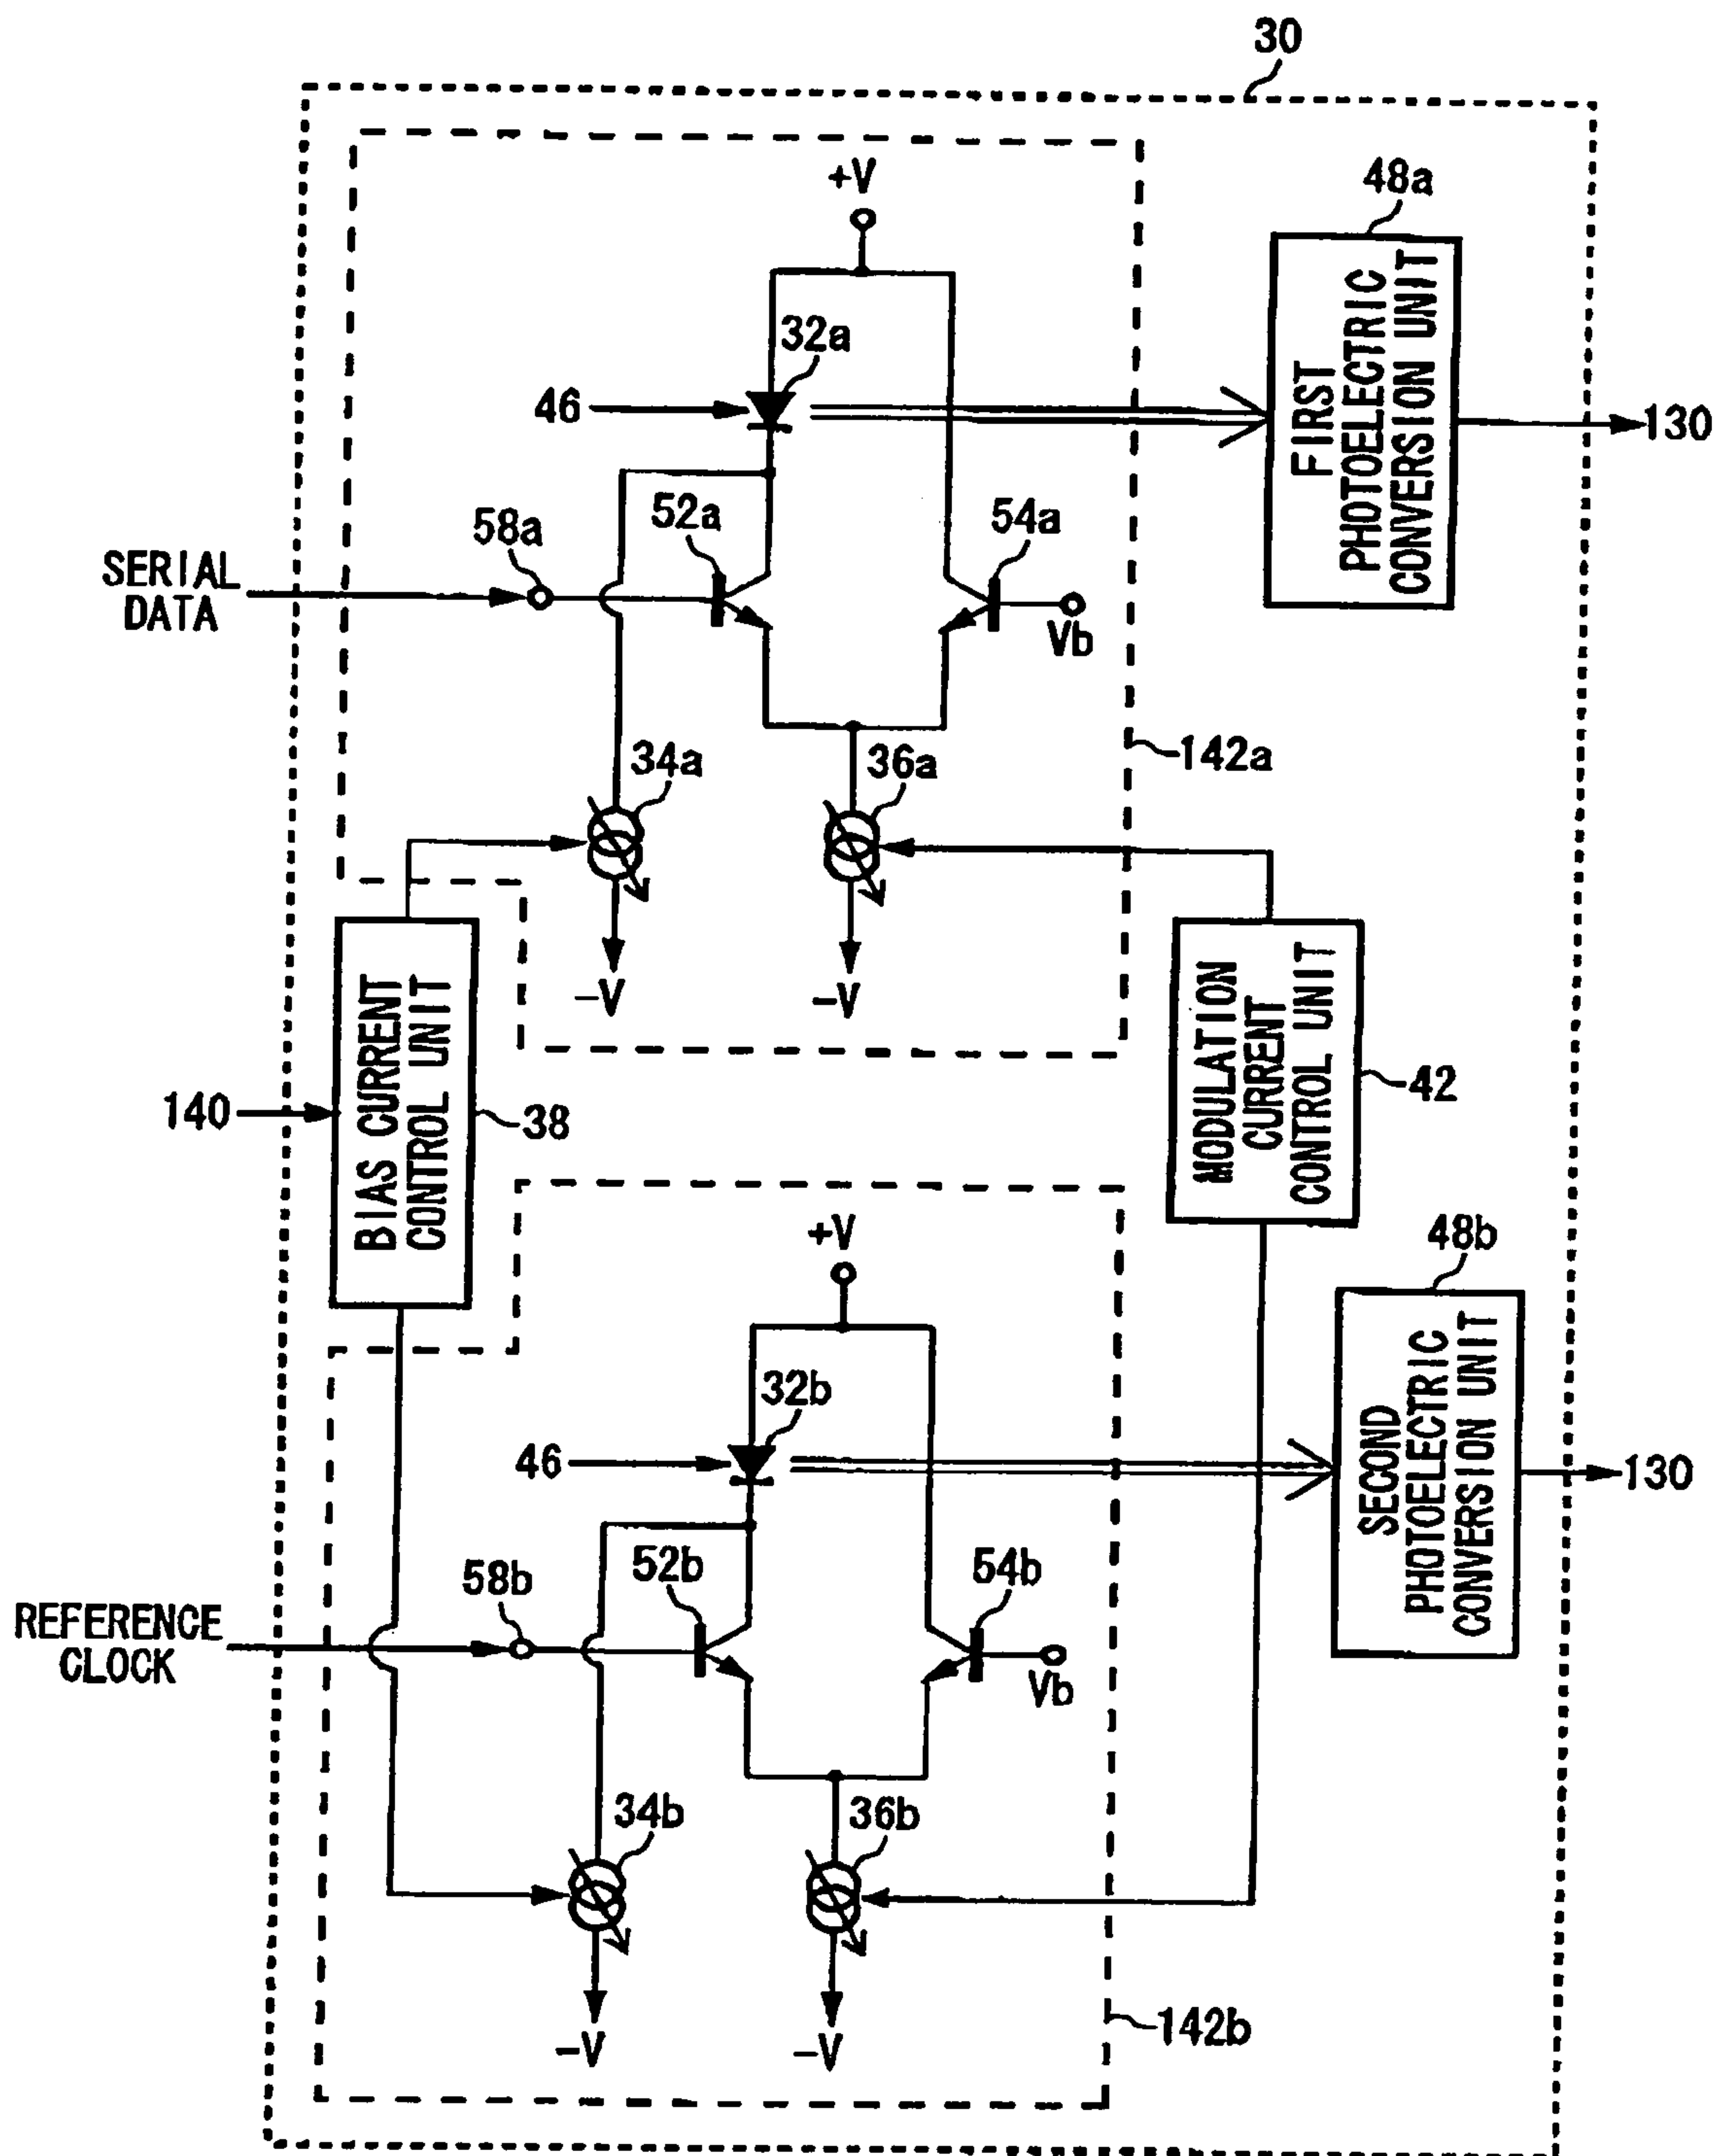 30
+V
48a
FIRST
PHOTOELECTRIC
CONVERSION UNIT
32a
46
130
58a
52a
54a
SERIAL
DATA
Vb
34a
36a
142a
-V
-V
BIAS CURRENT
CONTROL UNIT
MODULATION
CURRENT
CONTROL UNIT
140
38
42
+V
48b
SECOND
PHOTOELECTRIC
CONVERSION UNIT
32b
46
130
58b
52b
54b
REFERENCE
CLOCK
Vb
34b
36b
-V
-V
142b